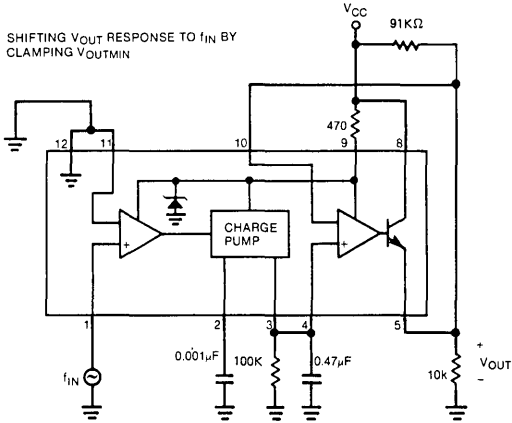 SHIFTING VOUT RESPONSE TO fIN BY
CLAMPING VOUTMIN
VCC
91KΩ
470
12
11
10
9
8
+
CHARGE
PUMP
+
1
2
3
4
5
fIN
0.001µF
100K
0.47µF
10k
+
VOUT
−